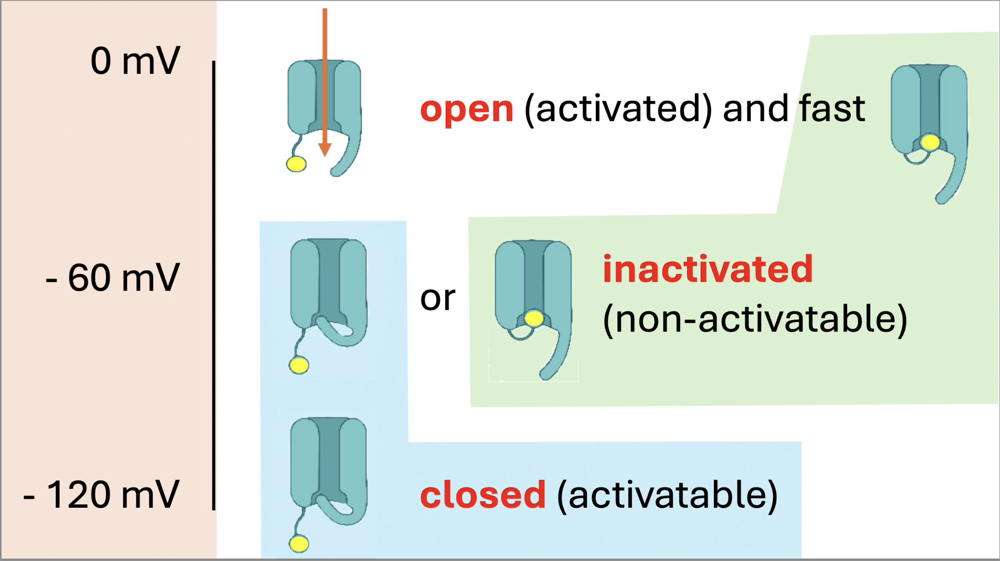 0 mV
open (activated) and fast
- 60 mV
or
inactivated
(non-activatable)
- 120 mV
closed (activatable)